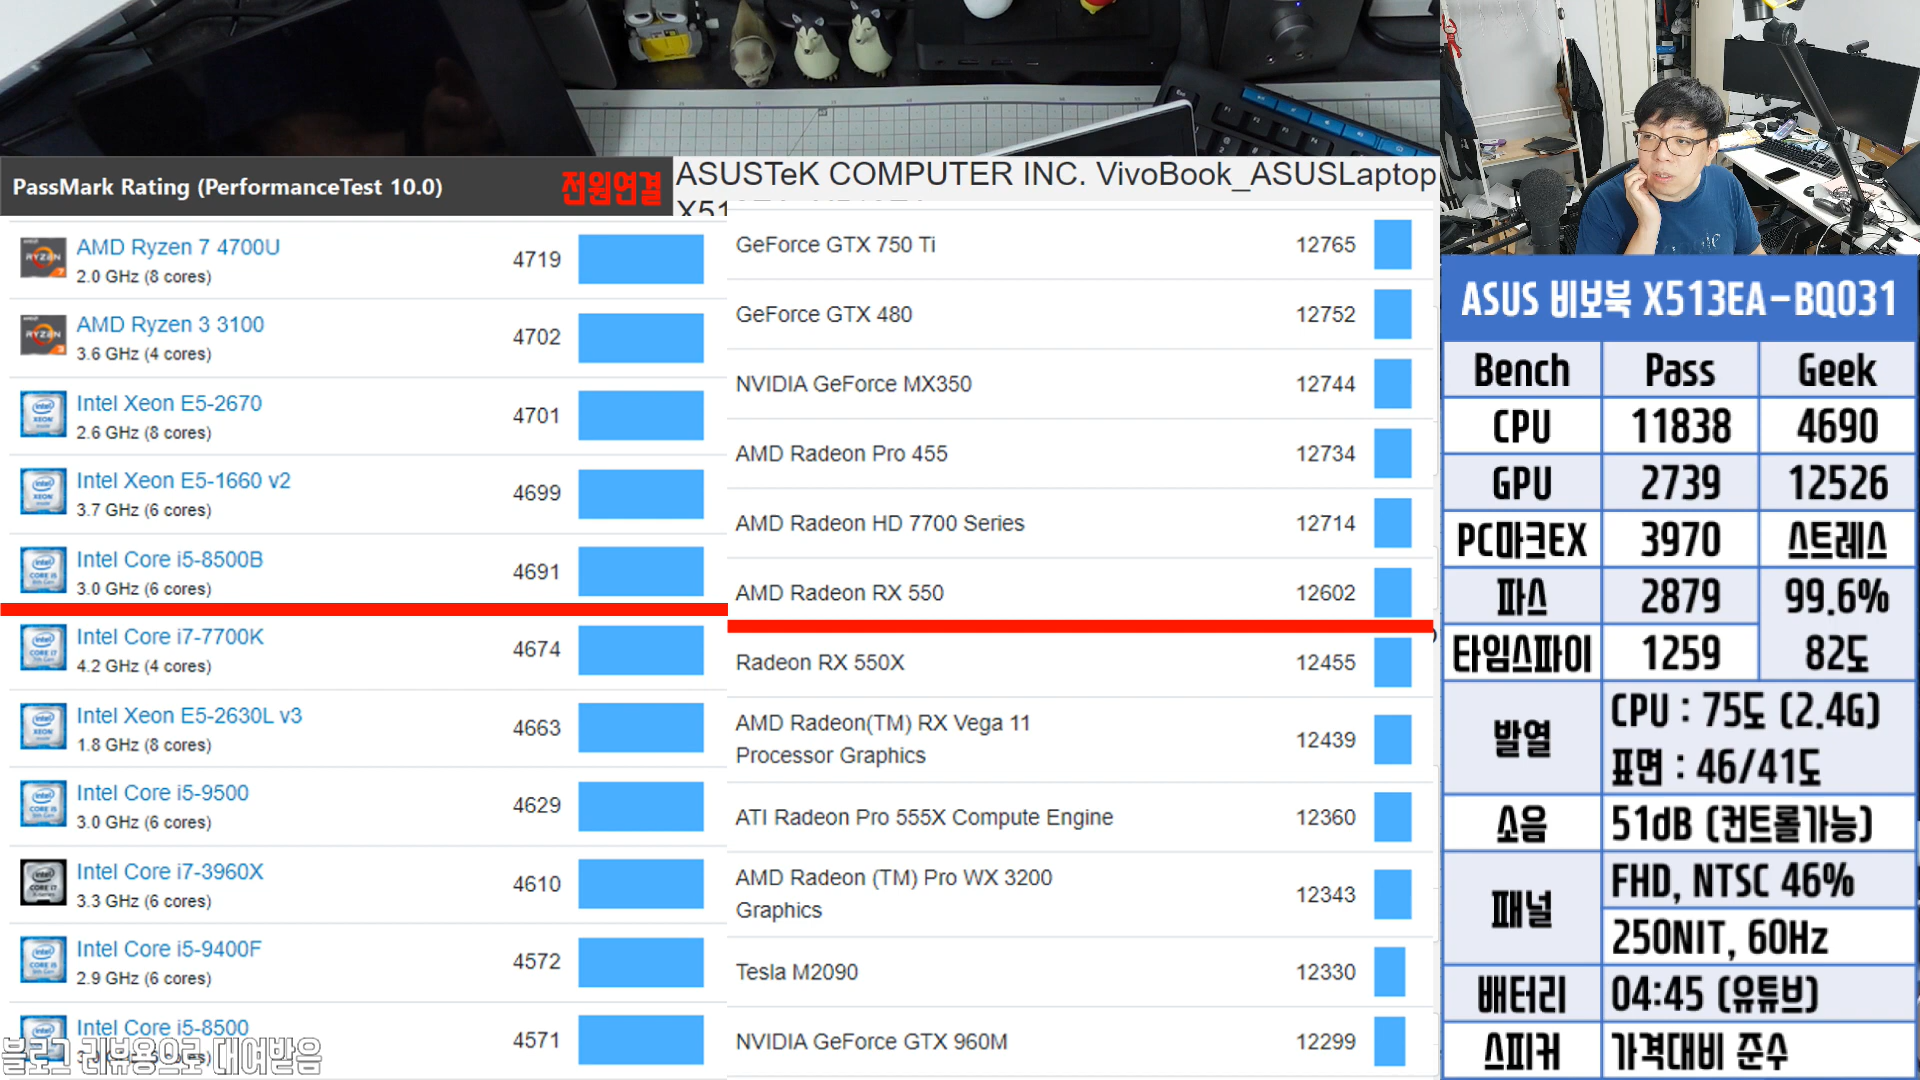 PassMark Rating (PerformanceTest 10.0)
전원연결
ASUSTeK COMPUTER INC. VivoBook_ASUSLaptop
AMD Ryzen 7 4700U
2.0 GHz (8 cores)
4719
AMD Ryzen 3 3100
3.6 GHz (4 cores)
4702
Intel Xeon E5-2670
2.6 GHz (8 cores)
4701
Intel Xeon E5-1660 v2
3.7 GHz (6 cores)
4699
Intel Core i5-8500B
3.0 GHz (6 cores)
4691
Intel Core i7-7700K
4.2 GHz (4 cores)
4674
Intel Xeon E5-2630L v3
1.8 GHz (8 cores)
4663
Intel Core i5-9500
3.0 GHz (6 cores)
4629
Intel Core i7-3960X
3.3 GHz (6 cores)
4610
Intel Core i5-9400F
2.9 GHz (6 cores)
4572
Intel Core i5-8500
4571
블로그 리뷰용으로 대여받음
GeForce GTX 750 Ti 12765
GeForce GTX 480 12752
NVIDIA GeForce MX350 12744
AMD Radeon Pro 455 12734
AMD Radeon HD 7700 Series 12714
AMD Radeon RX 550 12602
Radeon RX 550X 12455
AMD Radeon(TM) RX Vega 11
Processor Graphics
12439
ATI Radeon Pro 555X Compute Engine 12360
AMD Radeon (TM) Pro WX 3200
Graphics
12343
Tesla M2090 12330
NVIDIA GeForce GTX 960M 12299
ASUS 비보북 X513EA-BQ031
Bench Pass Geek
CPU 11838 4690
GPU 2739 12526
PC마크EX 3970 스트레스
파스 2879 99.6%
타임스파이 1259 82도
발열
CPU : 75도 (2.4G)
표면 : 46/41도
소음 51dB (컨트롤가능)
패널
FHD, NTSC 46%
250NIT, 60Hz
배터리 04:45 (유튜브)
스피커 가격대비 준수